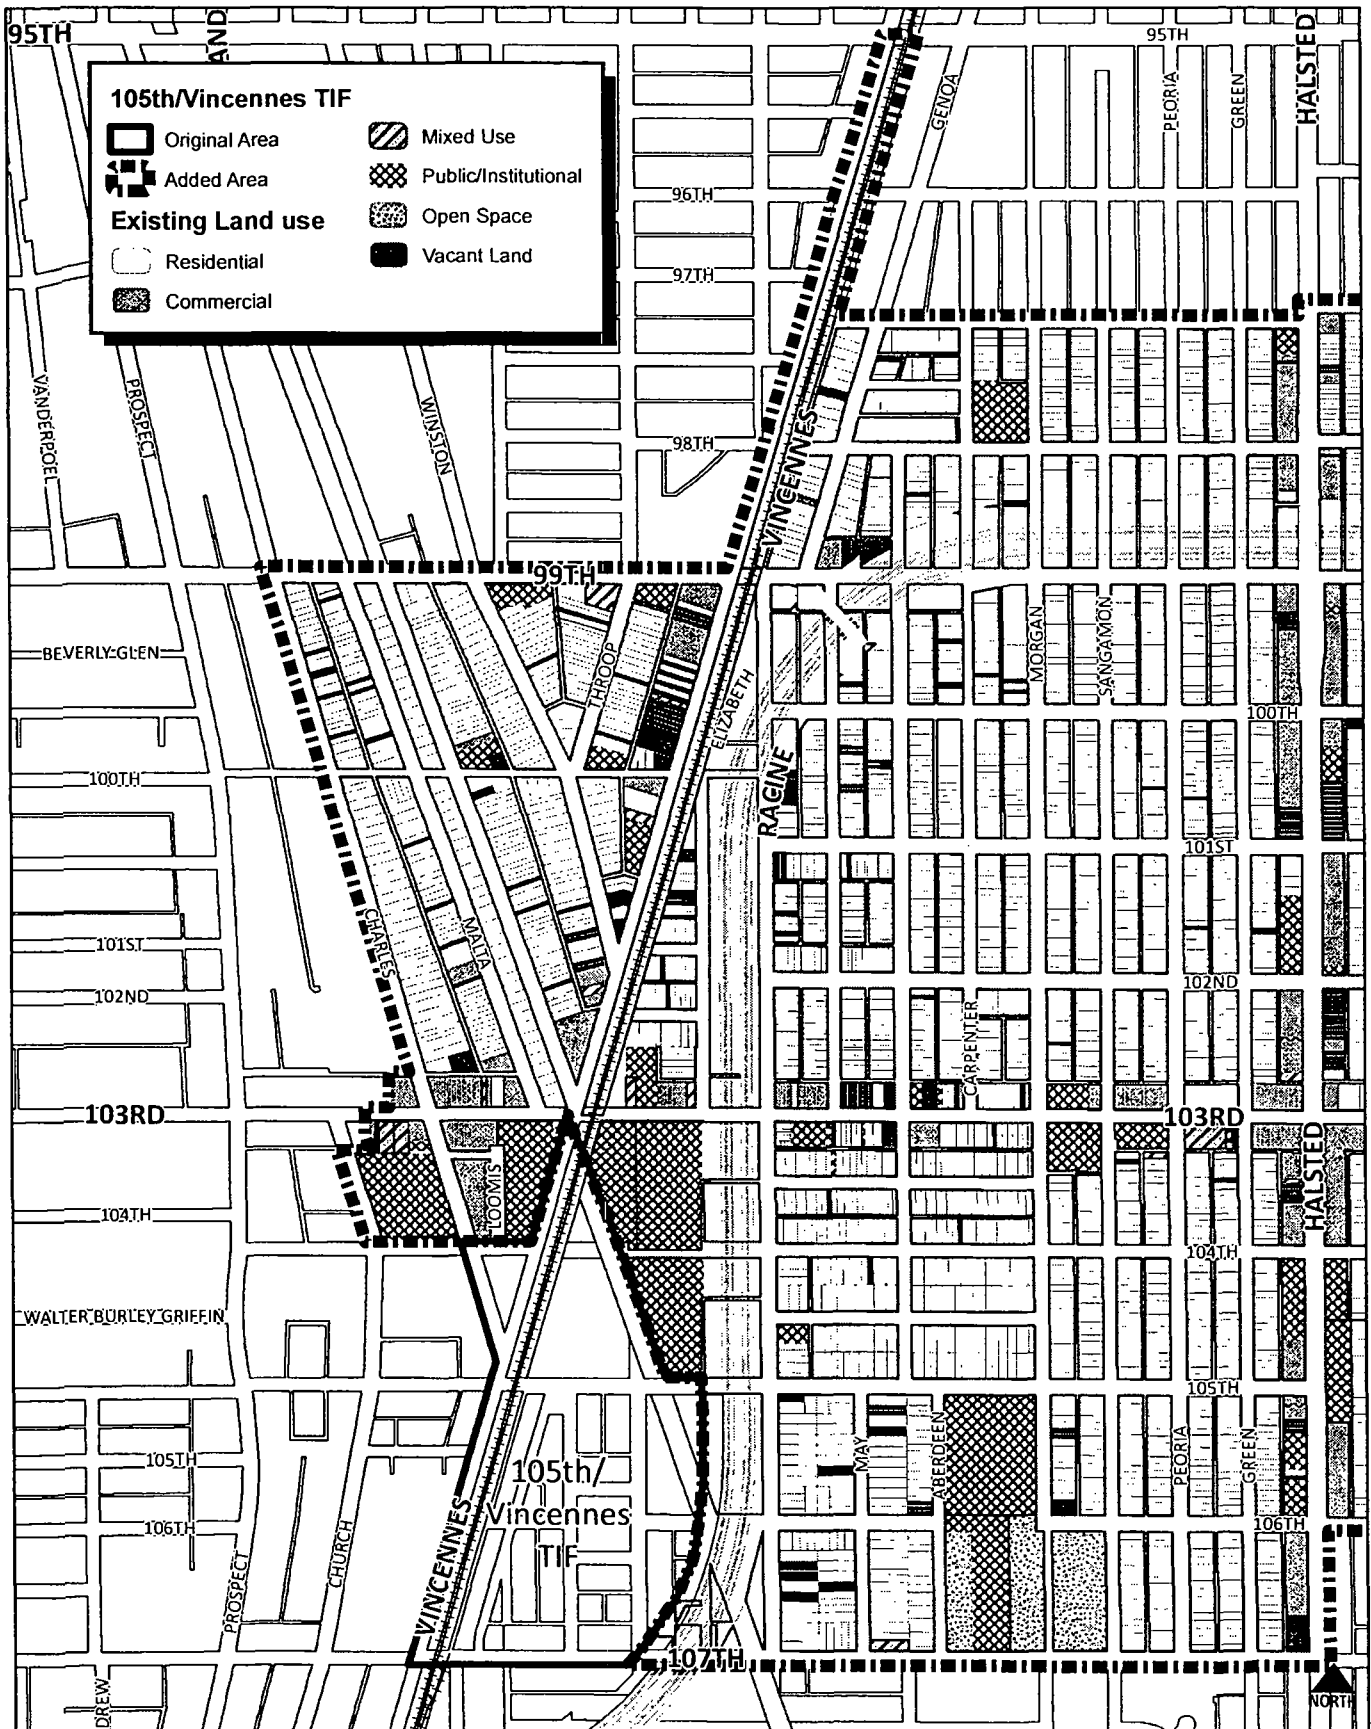 95TH
AND
95TH
HALSTED
GENOA
PEORIA
GREEN
105th/Vincennes TIF
Original Area
Added Area
Existing Land use
Residential
Commercial
Mixed Use
Public/Institutional
Open Space
Vacant Land
96TH
97TH
VANDERPOEL
PROSPECT
WINSTON
98TH
VINCENNES
99TH
BEVERLY GLEN
THROOP
ELIZABETH
MORGAN
SANGAMON
100TH
100TH
RACINE
101ST
CHARLES
MALTA
101ST
102ND
102ND
CARPENTER
103RD
103RD
HALSTED
LOOMIS
104TH
104TH
WALTER BURLEY GRIFFIN
105TH
MAY
ABERDEEN
PEORIA
GREEN
105TH
105th/
Vincennes
TIF
106TH
106TH
VINCENNES
CHURCH
PROSPECT
107TH
DREW
NORTH